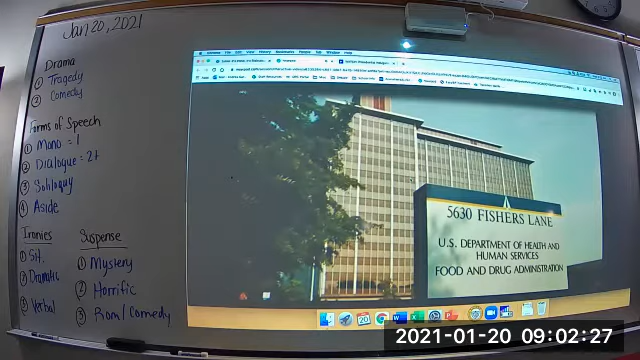 Jan 20, 2021
Drama
① Tragedy
② Comedy
Forms of Speech
① Mono = 1
② Dialogue = 2+
③ Soliloquy
④ Aside
Ironies
① Sit.
② Dramatic
③ Verbal
Suspense
① Mystery
② Horrific
③ Rom/Comedy
5630 FISHERS LANE
U.S. DEPARTMENT OF HEALTH AND
HUMAN SERVICES
FOOD AND DRUG ADMINISTRATION
2021-01-20 09:02:27